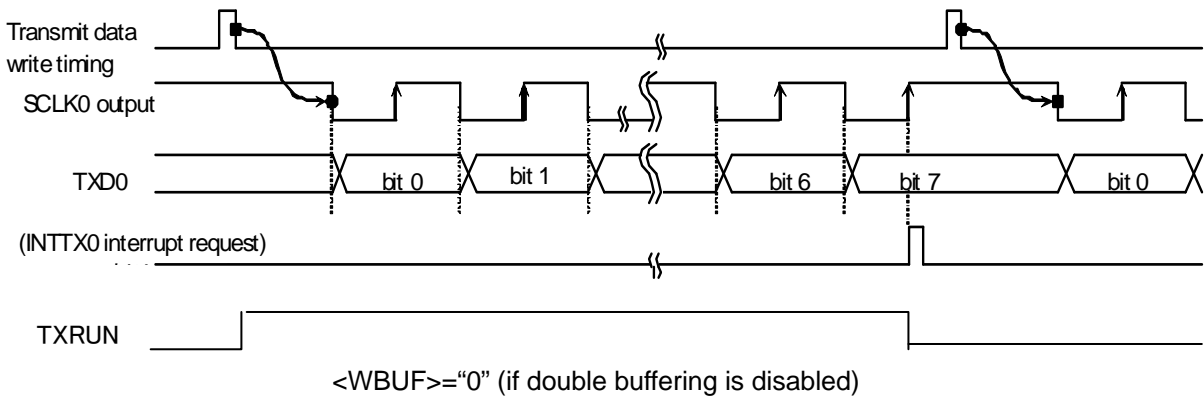 Transmit data
write timing
SCLK0 output
TXD0
bit 0
bit 1
bit 6
bit 7
bit 0
(INTTX0 interrupt request)
TXRUN
<WBUF>=“0” (if double buffering is disabled)